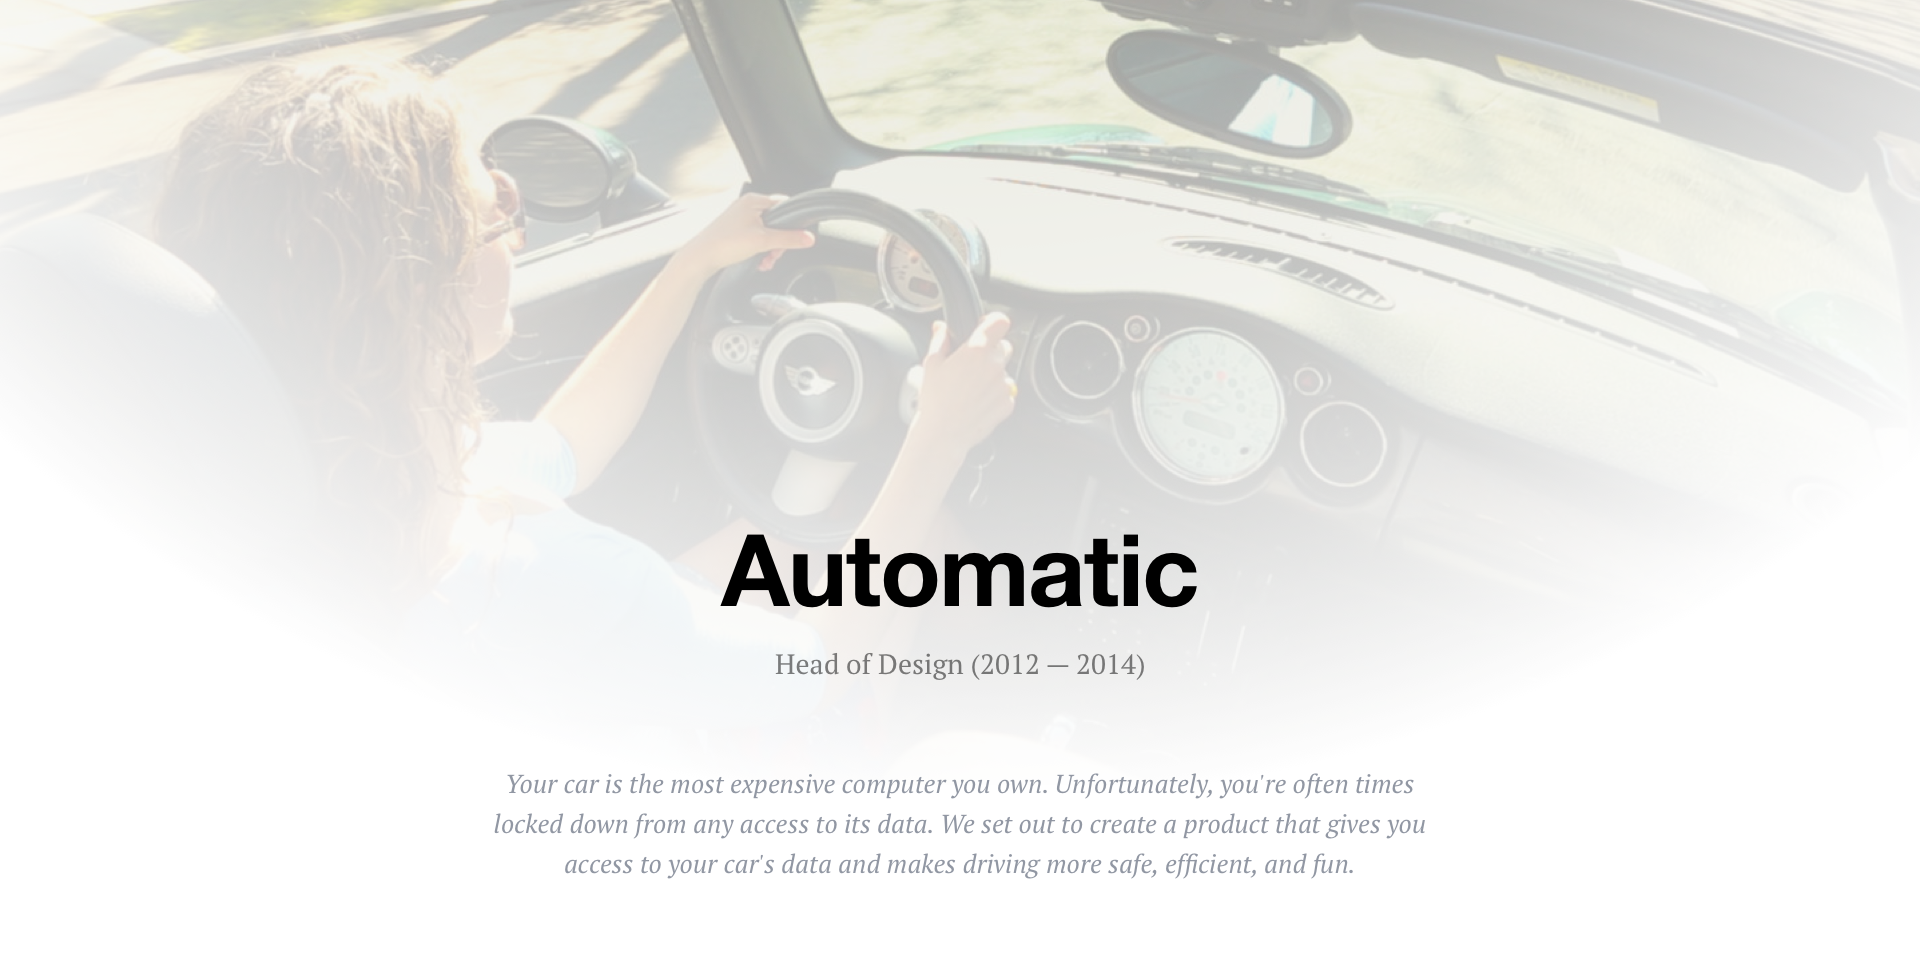 Automatic
Head of Design (2012 — 2014)
Your car is the most expensive computer you own. Unfortunately, you're often times
locked down from any access to its data. We set out to create a product that gives you
access to your car's data and makes driving more safe, efficient, and fun.